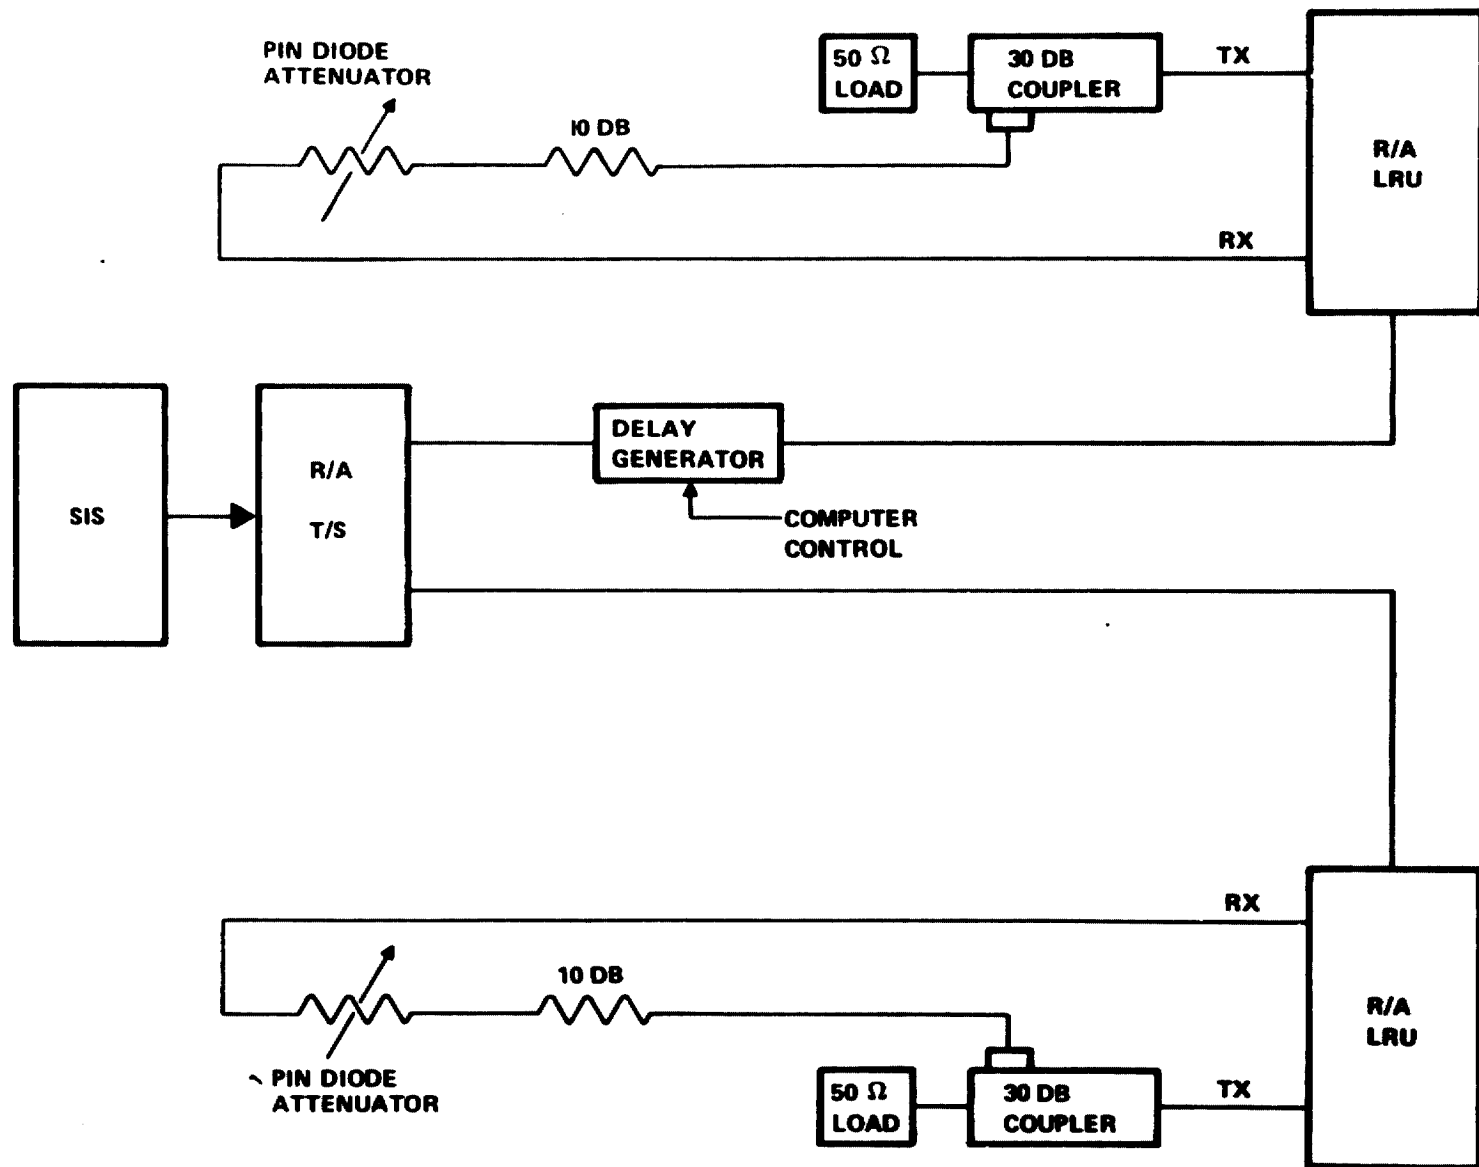 PIN DIODE
ATTENUATOR
10 DB
50 Ω
LOAD
30 DB
COUPLER
TX
R/A
LRU
RX
SIS
R/A
T/S
DELAY
GENERATOR
COMPUTER
CONTROL
RX
10 DB
R/A
LRU
PIN DIODE
ATTENUATOR
50 Ω
LOAD
30 DB
COUPLER
TX